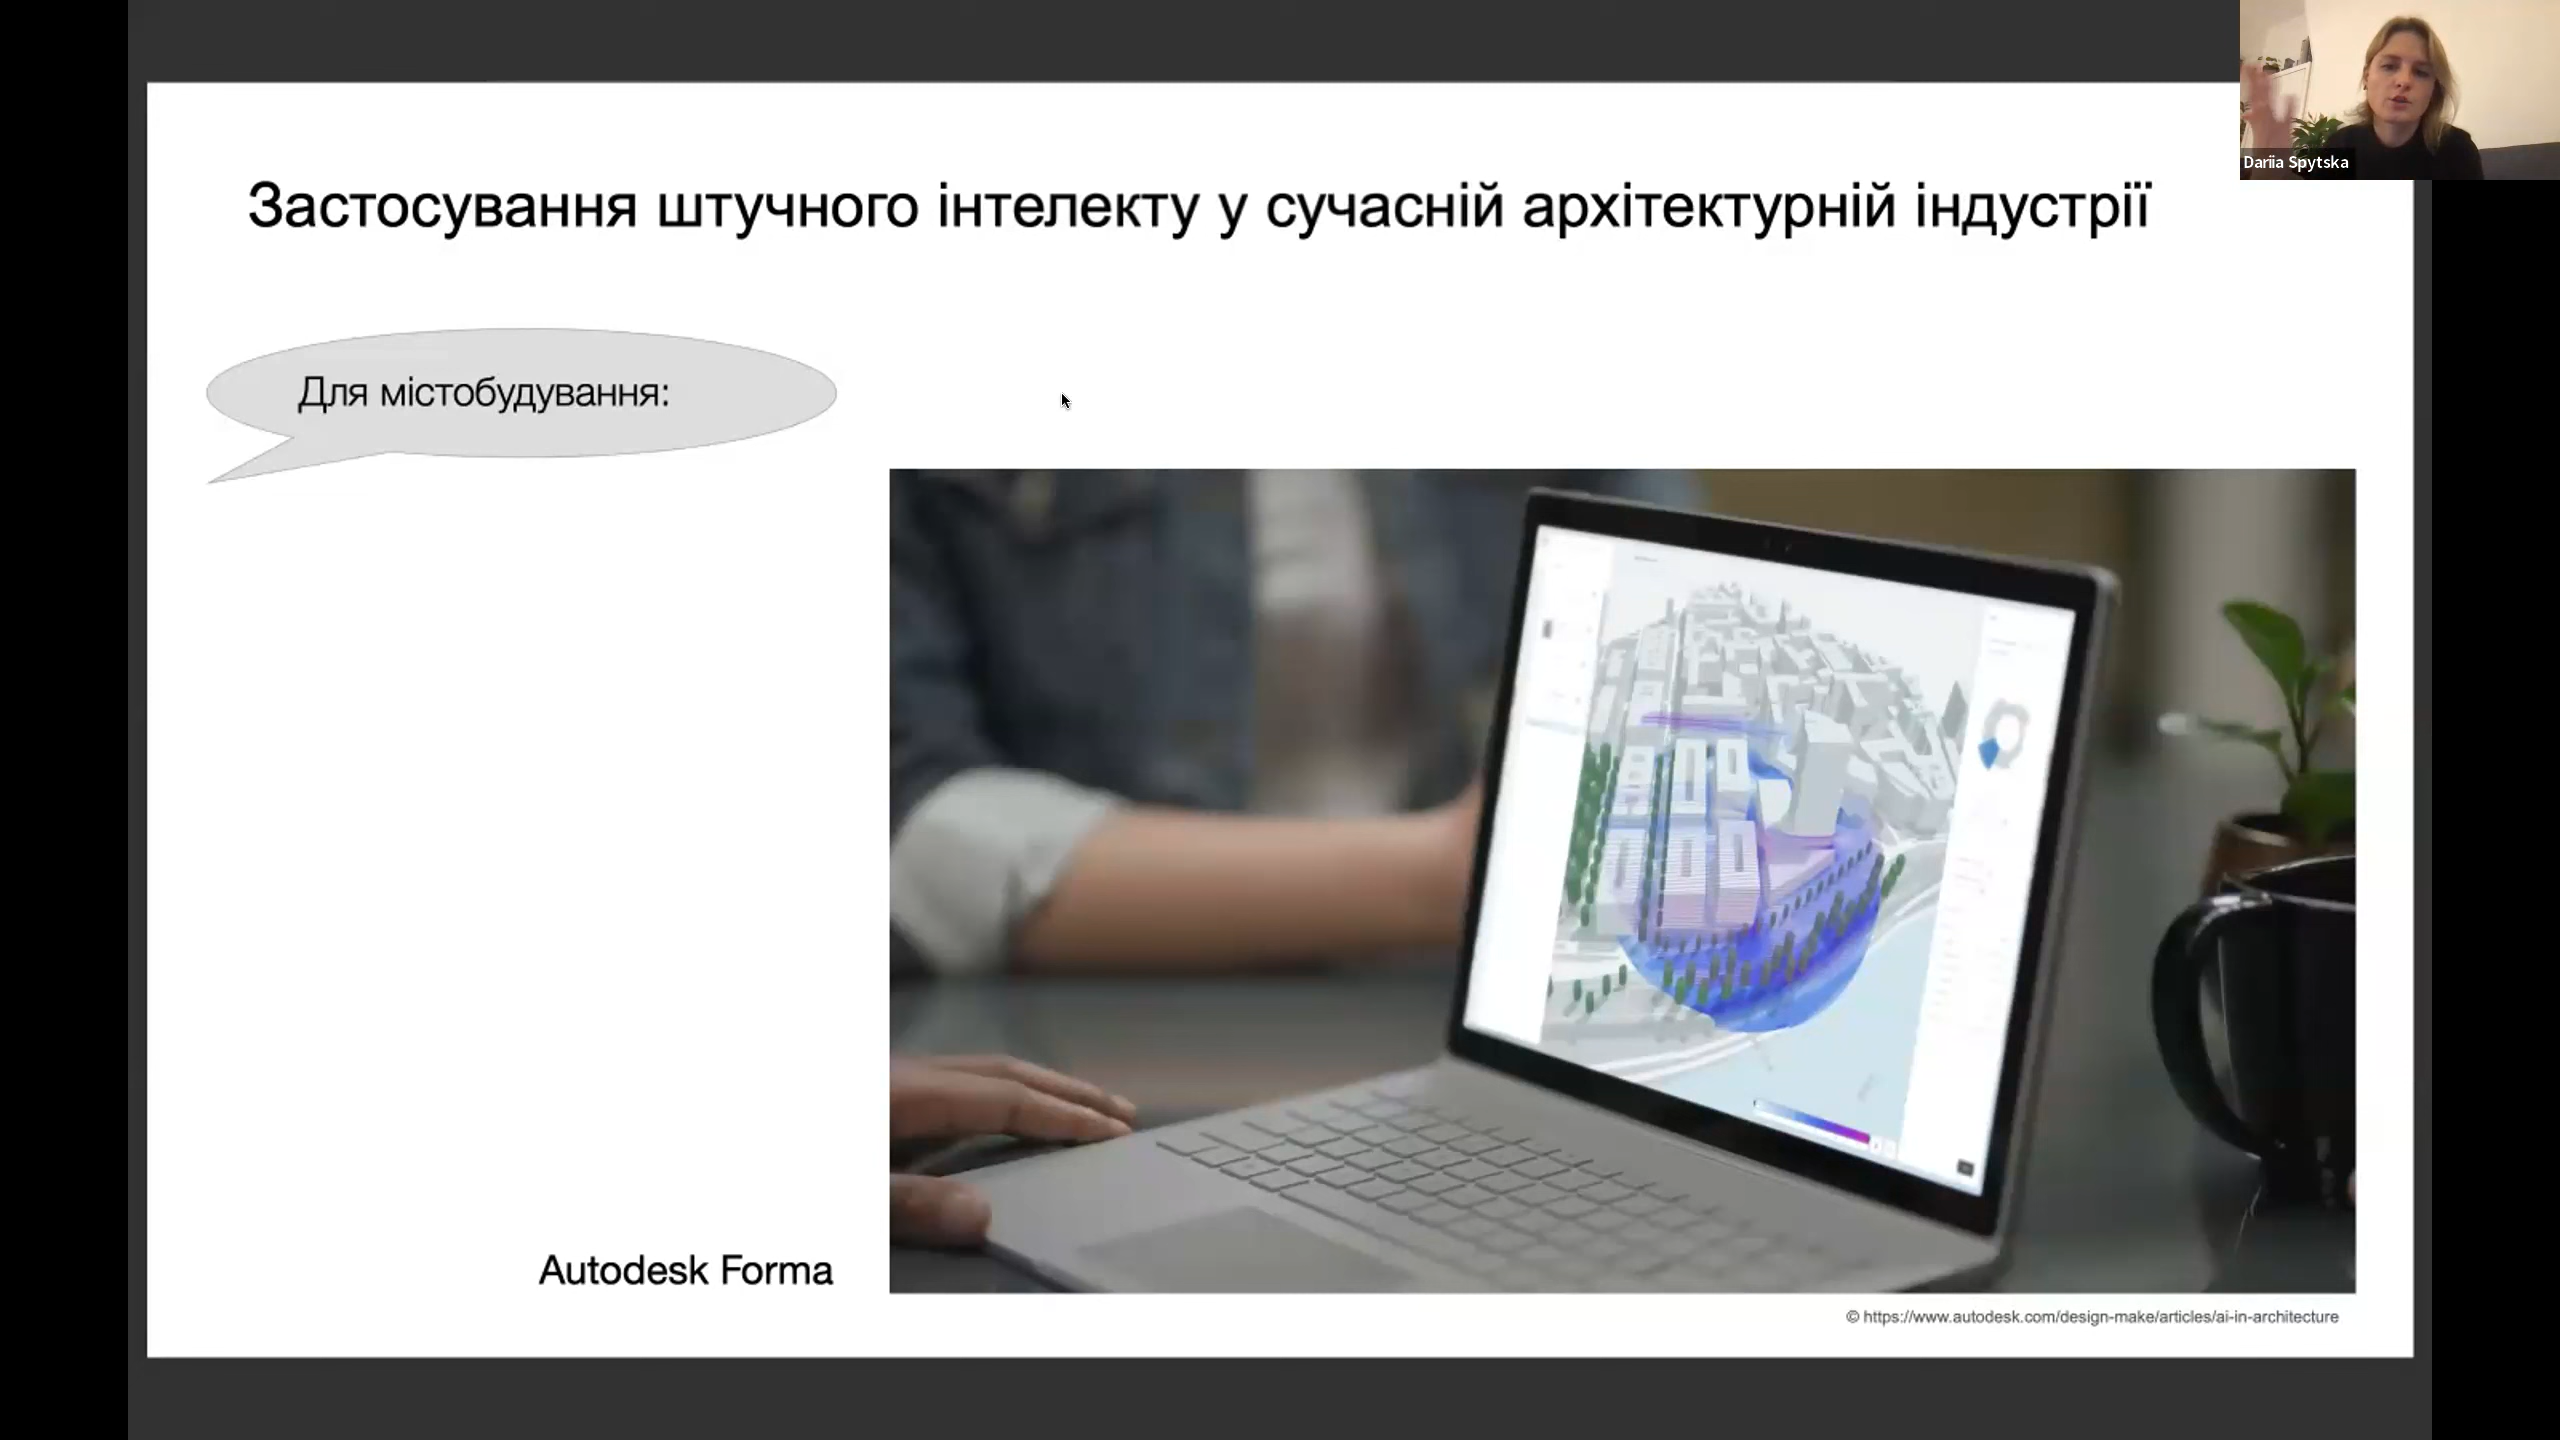 Dariia Spytska
Застосування штучного інтелекту у сучасній архітектурній індустрії
Для містобудування:
Autodesk Forma
© https://www.autodesk.com/design-make/articles/ai-in-architecture